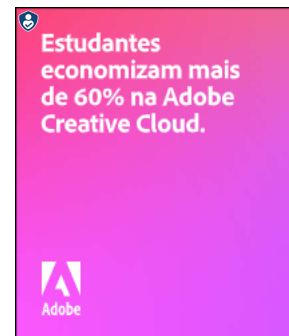 Estudantes
economizam mais
de 60% na Adobe
Creative Cloud.
Adobe